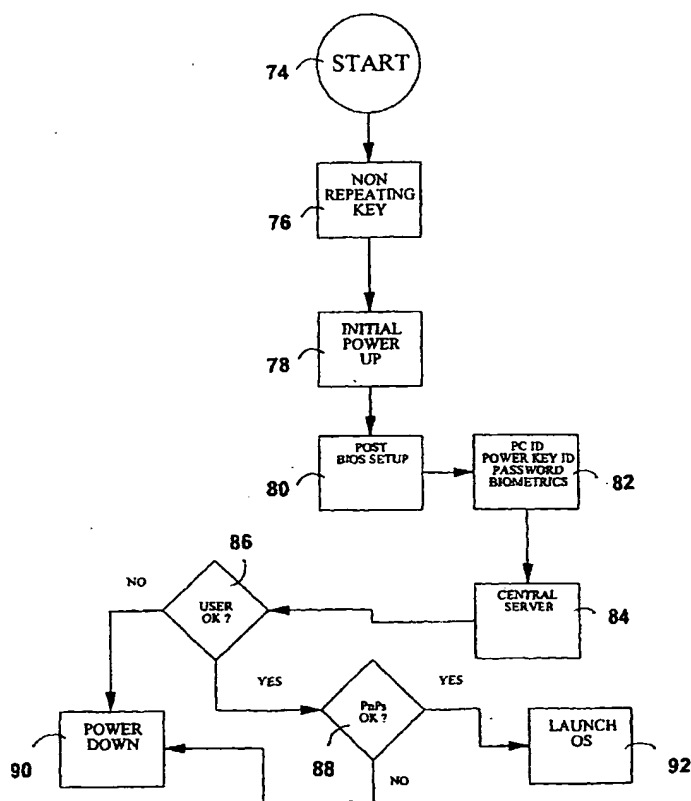 74
START
NON
REPEATING
KEY
76
INITIAL
POWER
UP
78
POST
BIOS SETUP
80
PC ID
POWER KEY ID
PASSWORD
BIOMETRICS
82
86
NO
USER
OK ?
CENTRAL
SERVER
84
YES
YES
PnPs
OK ?
POWER
DOWN
LAUNCH
OS
90
88
NO
92